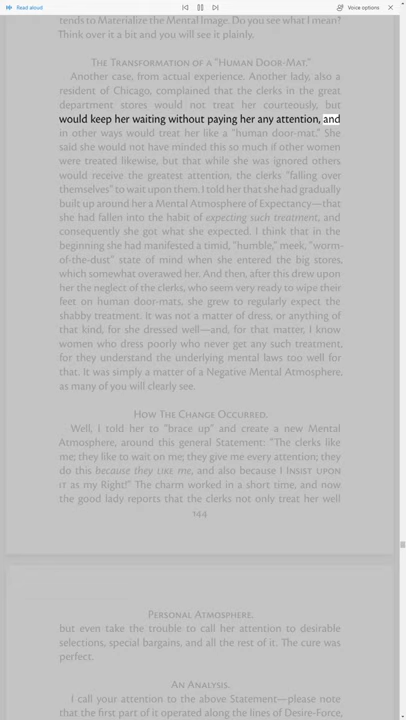 Read aloud
Voice options
tends to Materialize the Mental Image. Do you see what I mean?
Think over it a bit and you will see it plainly.
The Transformation of a "Human Door-Mat."
Another case, from actual experience. Another lady, also a
resident of Chicago, complained that the clerks in the great
department stores would not treat her courteously, but
would keep her waiting without paying her any attention, and
in other ways would treat her like a "human door-mat." She
said she would not have minded this so much if other women
were treated likewise, but that while she was ignored others
would receive the greatest attention, the clerks "falling over
themselves" to wait upon them. I told her that she had gradually
built up around her a Mental Atmosphere of Expectancy—that
she had fallen into the habit of expecting such treatment, and
consequently she got what she expected. I think that in the
beginning she had manifested a timid, "humble," meek, "worm-
of-the-dust" state of mind when she entered the big stores,
which somewhat overawed her. And then, after this drew upon
her the neglect of the clerks, who seem very ready to wipe their
feet on human door-mats, she grew to regularly expect the
shabby treatment. It was not a matter of dress, or anything of
that kind, for she dressed well—and, for that matter, I know
women who dress poorly who never get any such treatment,
for they understand the underlying mental laws too well for
that. It was simply a matter of a Negative Mental Atmosphere,
as many of you will clearly see.
How The Change Occurred.
Well, I told her to "brace up" and create a new Mental
Atmosphere, around this general Statement: "The clerks like
me; they like to wait on me; they give me every attention; they
do this because they like me, and also because I insist upon
it as my Right!" The charm worked in a short time, and now
the good lady reports that the clerks not only treat her well
144
Personal Atmosphere.
but even take the trouble to call her attention to desirable
selections, special bargains, and all the rest of it. The cure was
perfect.
An Analysis.
I call your attention to the above Statement—please note
that the first part of it operated along the lines of Desire-Force,